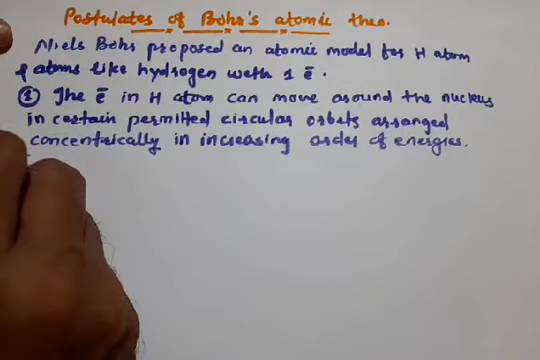 Postulates of Bohr's atomic theo.
Niels Bohr proposed an atomic model for H atom
& atoms like hydrogen with 1 ē.
① The ē in H atom can move around the nucleus
in certain permitted circular orbits arranged
concentrically in increasing order of energies.